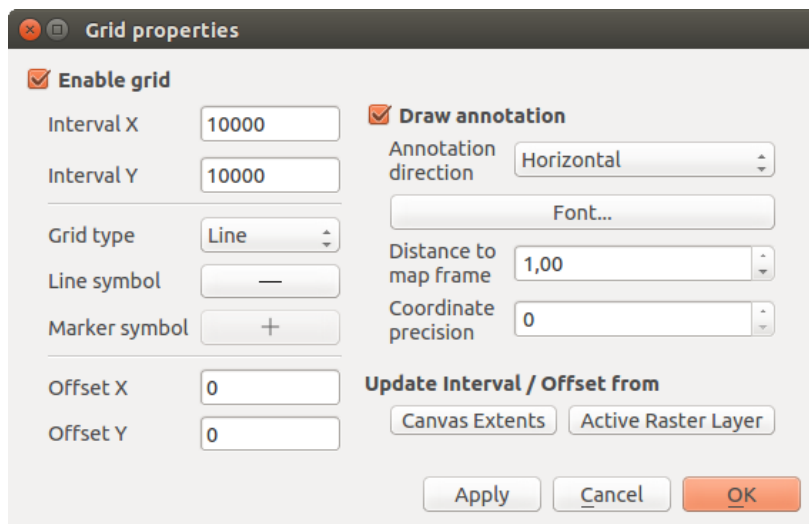 Grid properties
Enable grid
Interval X
10000
Interval Y
10000
Grid type
Line
Line symbol
Marker symbol
Offset X
0
Offset Y
0
Draw annotation
Annotation
direction
Horizontal
Font...
Distance to
map frame
1,00
Coordinate
precision
0
Update Interval / Offset from
Canvas Extents
Active Raster Layer
Apply
Cancel
OK